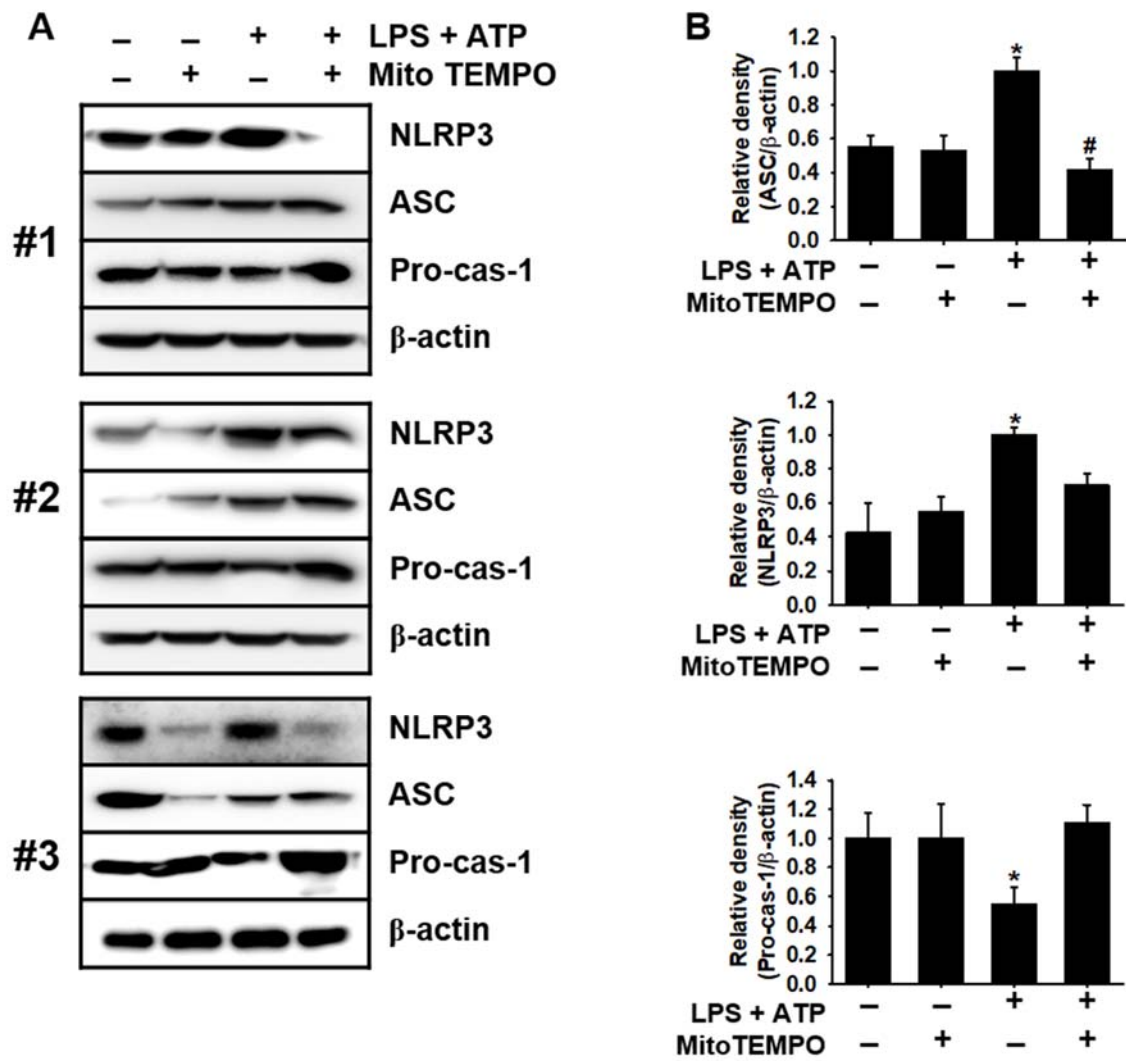 A
– – + + LPS + ATP
– + – + Mito TEMPO
#1
NLRP3
ASC
Pro-cas-1
β-actin
#2
NLRP3
ASC
Pro-cas-1
β-actin
#3
NLRP3
ASC
Pro-cas-1
β-actin
B
Relative density
(ASC/β-actin)
1.2
1.0
0.8
0.6
0.4
0.2
0.0
*
#
LPS + ATP – – + +
MitoTEMPO – + – +
Relative density
(NLRP3/β-actin)
1.2
1.0
0.8
0.6
0.4
0.2
0.0
*
LPS + ATP – – + +
MitoTEMPO – + – +
Relative density
(Pro-cas-1/β-actin)
1.4
1.2
1.0
0.8
0.6
0.4
0.2
0.0
*
LPS + ATP – – + +
MitoTEMPO – + – +